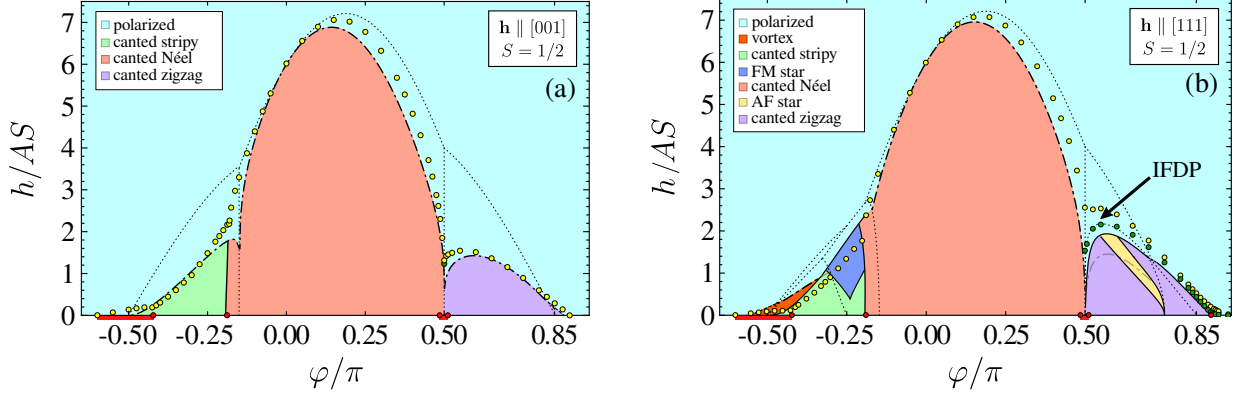 7
6
5
4
3
2
1
0
h/AS
polarized
canted stripy
canted Néel
canted zigzag
h ∥ [001]
S = 1/2
(a)
-0.50 -0.25 0.00 0.25 0.50 0.85
φ/π
7
6
5
4
3
2
1
0
h/AS
polarized
vortex
canted stripy
FM star
canted Néel
AF star
canted zigzag
h ∥ [111]
S = 1/2
(b)
IFDP
-0.50 -0.25 0.00 0.25 0.50 0.85
φ/π